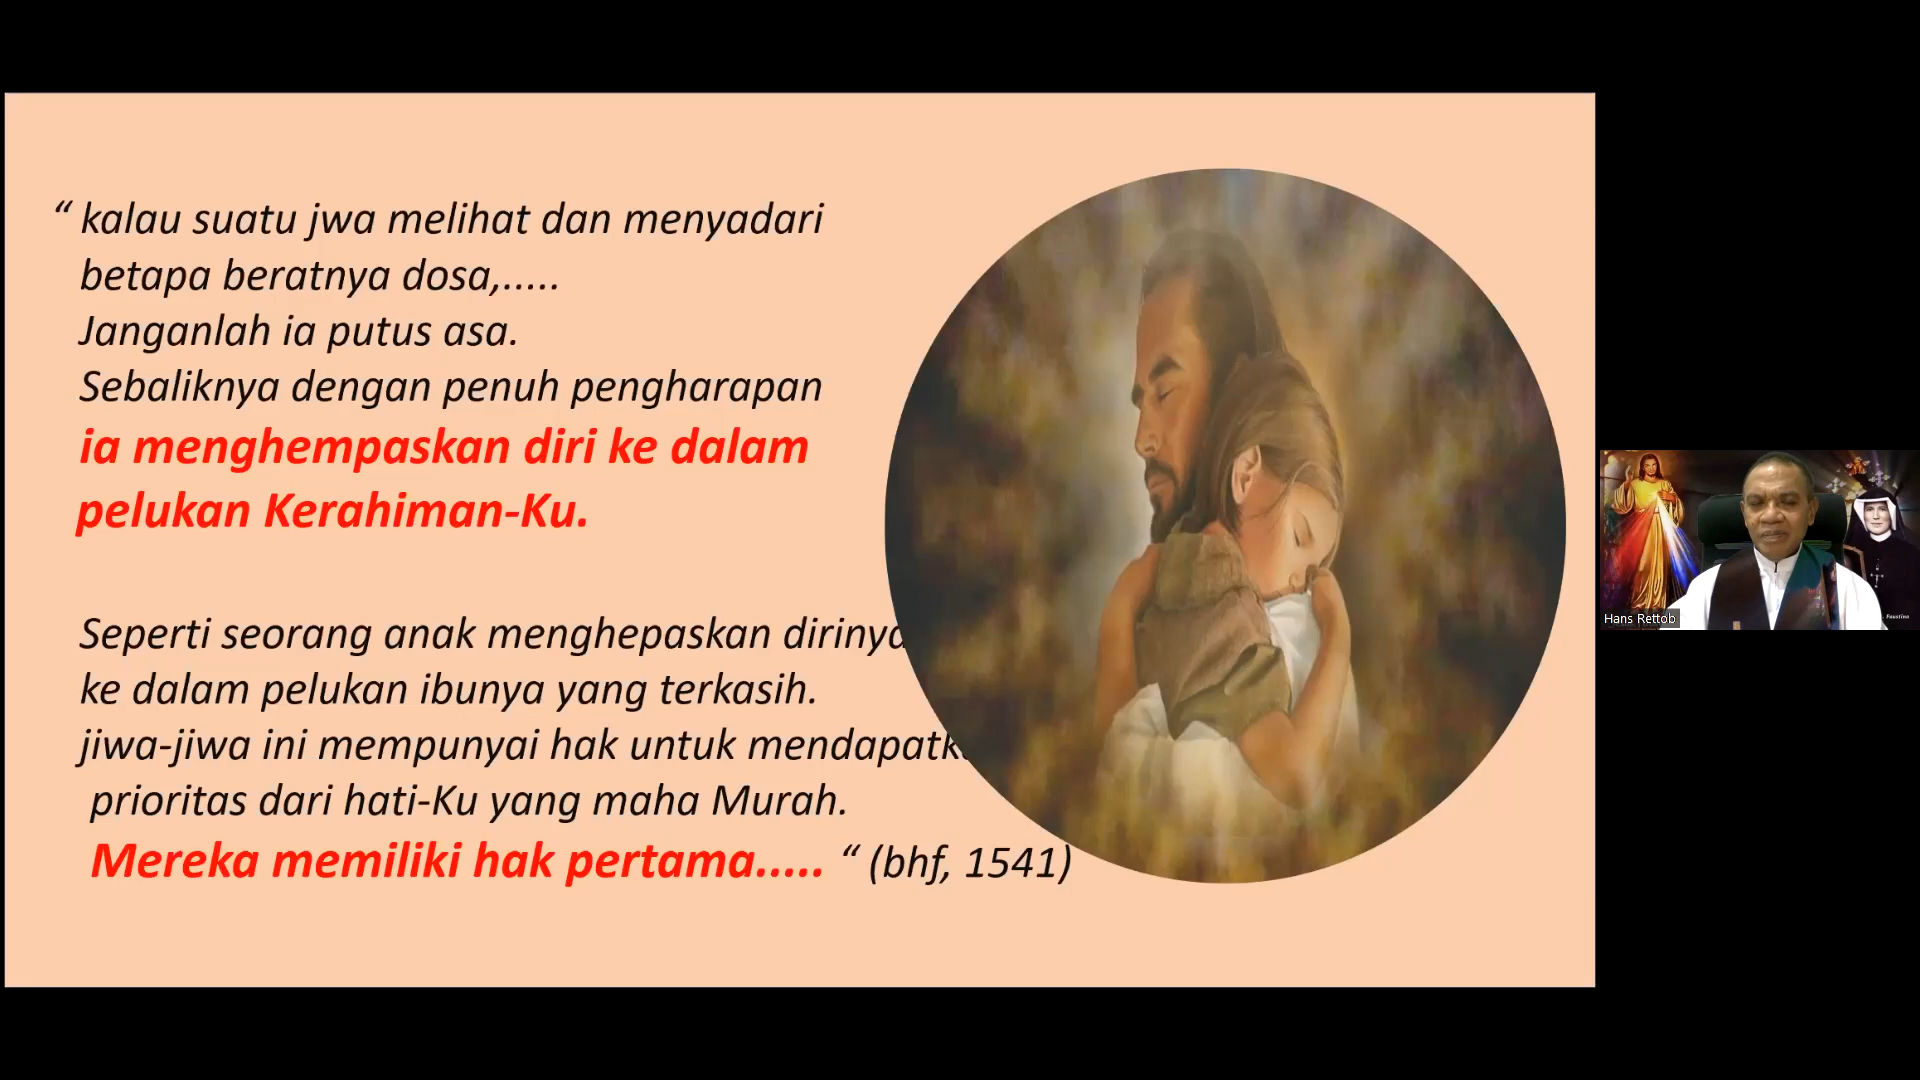 “ kalau suatu jwa melihat dan menyadari
betapa beratnya dosa,.....
Janganlah ia putus asa.
Sebaliknya dengan penuh pengharapan
ia menghempaskan diri ke dalam
pelukan Kerahiman-Ku.
Seperti seorang anak menghepaskan dirinya
ke dalam pelukan ibunya yang terkasih.
jiwa-jiwa ini mempunyai hak untuk
prioritas dari hati-Ku yang maha Murah.
Mereka memiliki hak pertama..... “ (bhf, 1541)
Hans Rettob
Faustina